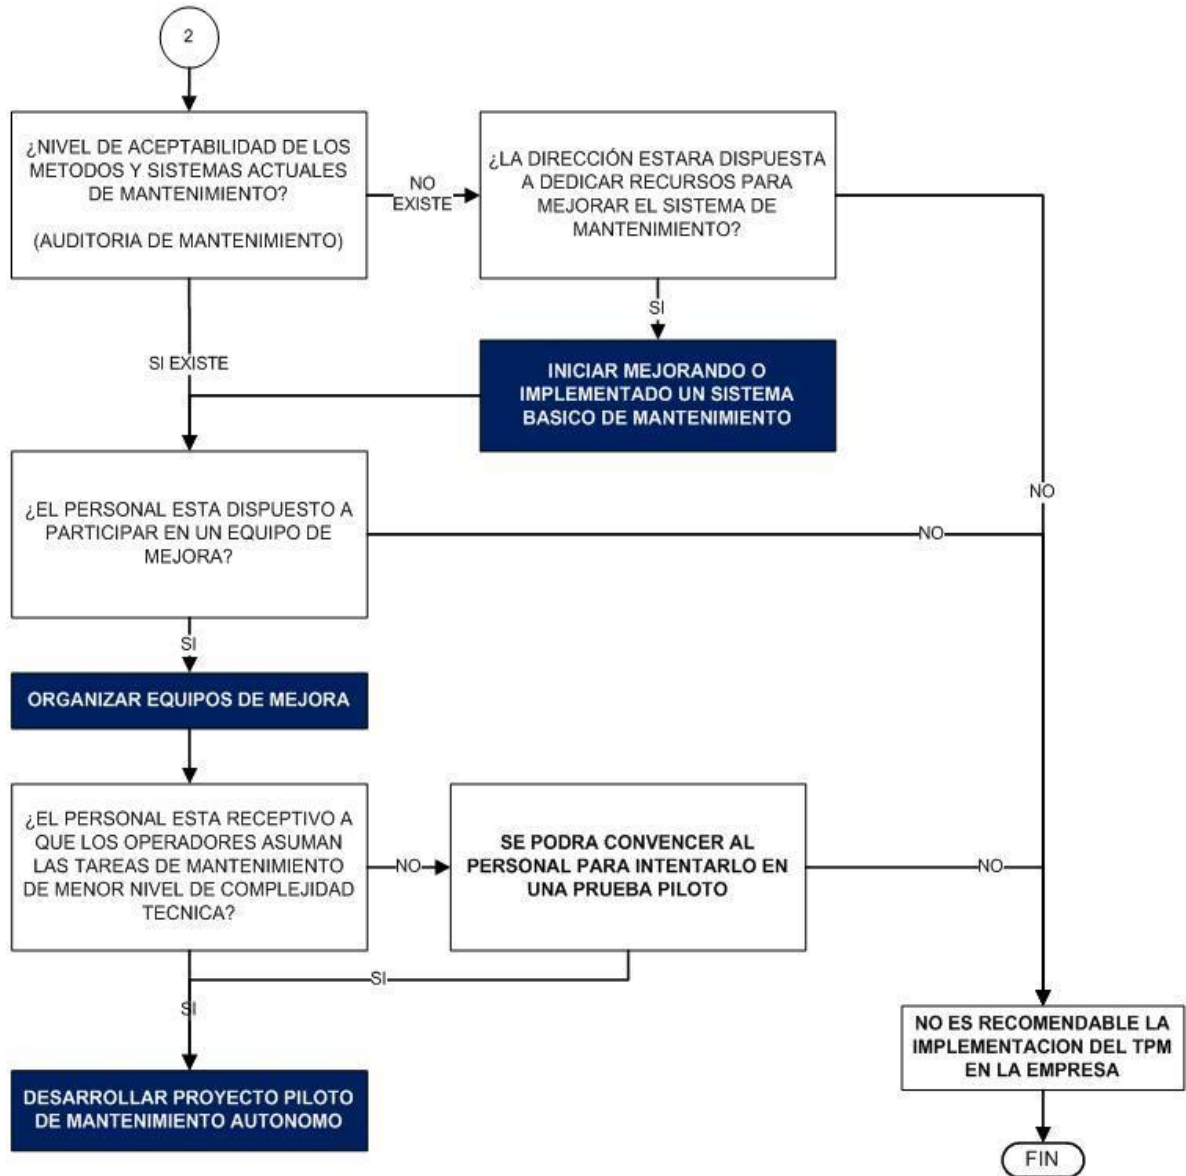 2
¿NIVEL DE ACEPTABILIDAD DE LOS
METODOS Y SISTEMAS ACTUALES
DE MANTENIMIENTO?
(AUDITORIA DE MANTENIMIENTO)
NO
EXISTE
¿LA DIRECCIÓN ESTARA DISPUESTA
A DEDICAR RECURSOS PARA
MEJORAR EL SISTEMA DE
MANTENIMIENTO?
SI
SI EXISTE
INICIAR MEJORANDO O
IMPLEMENTADO UN SISTEMA
BASICO DE MANTENIMIENTO
NO
¿EL PERSONAL ESTA DISPUESTO A
PARTICIPAR EN UN EQUIPO DE
MEJORA?
NO
SI
ORGANIZAR EQUIPOS DE MEJORA
¿EL PERSONAL ESTA RECEPTIVO A
QUE LOS OPERADORES ASUMAN
LAS TAREAS DE MANTENIMIENTO
DE MENOR NIVEL DE COMPLEJIDAD
TECNICA?
NO
SE PODRA CONVENCER AL
PERSONAL PARA INTENTARLO EN
UNA PRUEBA PILOTO
NO
SI
SI
NO ES RECOMENDABLE LA
IMPLEMENTACION DEL TPM
EN LA EMPRESA
DESARROLLAR PROYECTO PILOTO
DE MANTENIMIENTO AUTONOMO
FIN